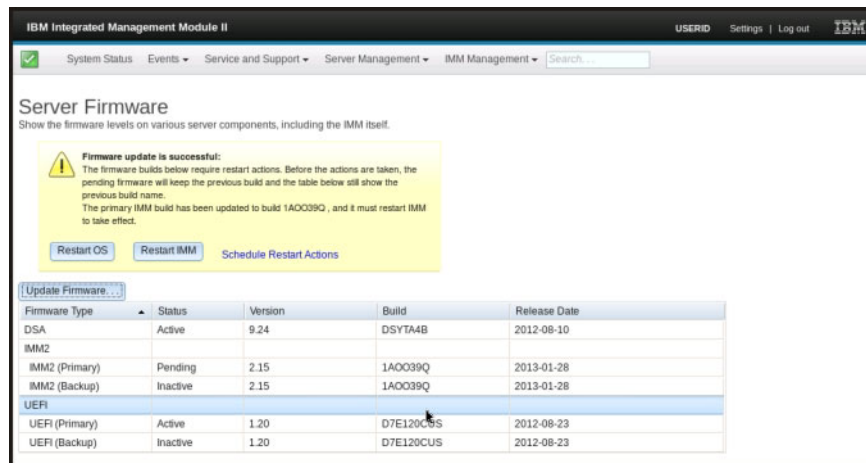 IBM Integrated Management Module II
USERID Settings | Log out IBM
System Status Events Service and Support Server Management IMM Management Search...
Server Firmware
Show the firmware levels on various server components, including the IMM itself.
Firmware update is successful:
The firmware builds below require restart actions. Before the actions are taken, the
pending firmware will keep the previous build and the table below still show the
previous build name.
The primary IMM build has been updated to build 1AOO39Q , and it must restart IMM
to take effect.
Restart OS Restart IMM Schedule Restart Actions
Update Firmware...
Firmware Type Status Version Build Release Date
DSA Active 9.24 DSYTA4B 2012-08-10
IMM2
IMM2 (Primary) Pending 2.15 1AOO39Q 2013-01-28
IMM2 (Backup) Inactive 2.15 1AOO39Q 2013-01-28
UEFI
UEFI (Primary) Active 1.20 D7E120CUS 2012-08-23
UEFI (Backup) Inactive 1.20 D7E120CUS 2012-08-23